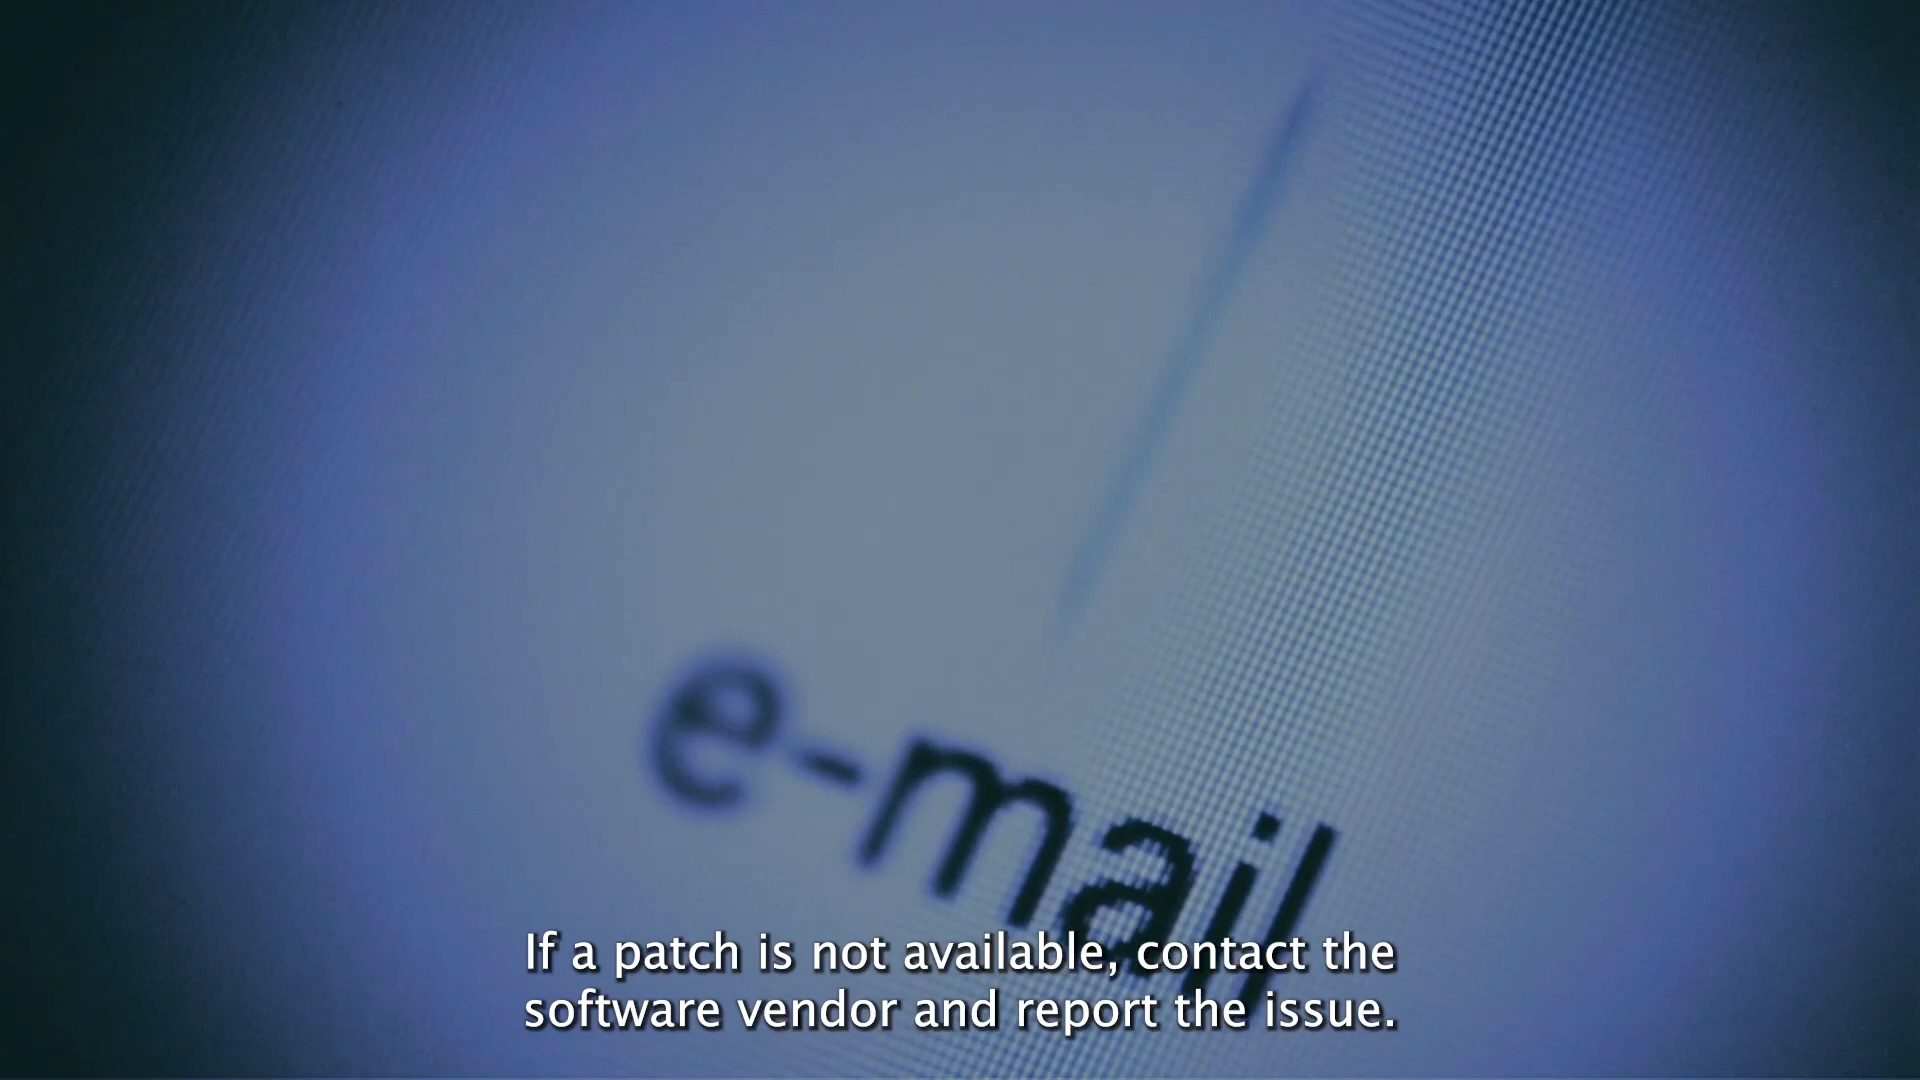 e-mail
If a patch is not available, contact the
software vendor and report the issue.